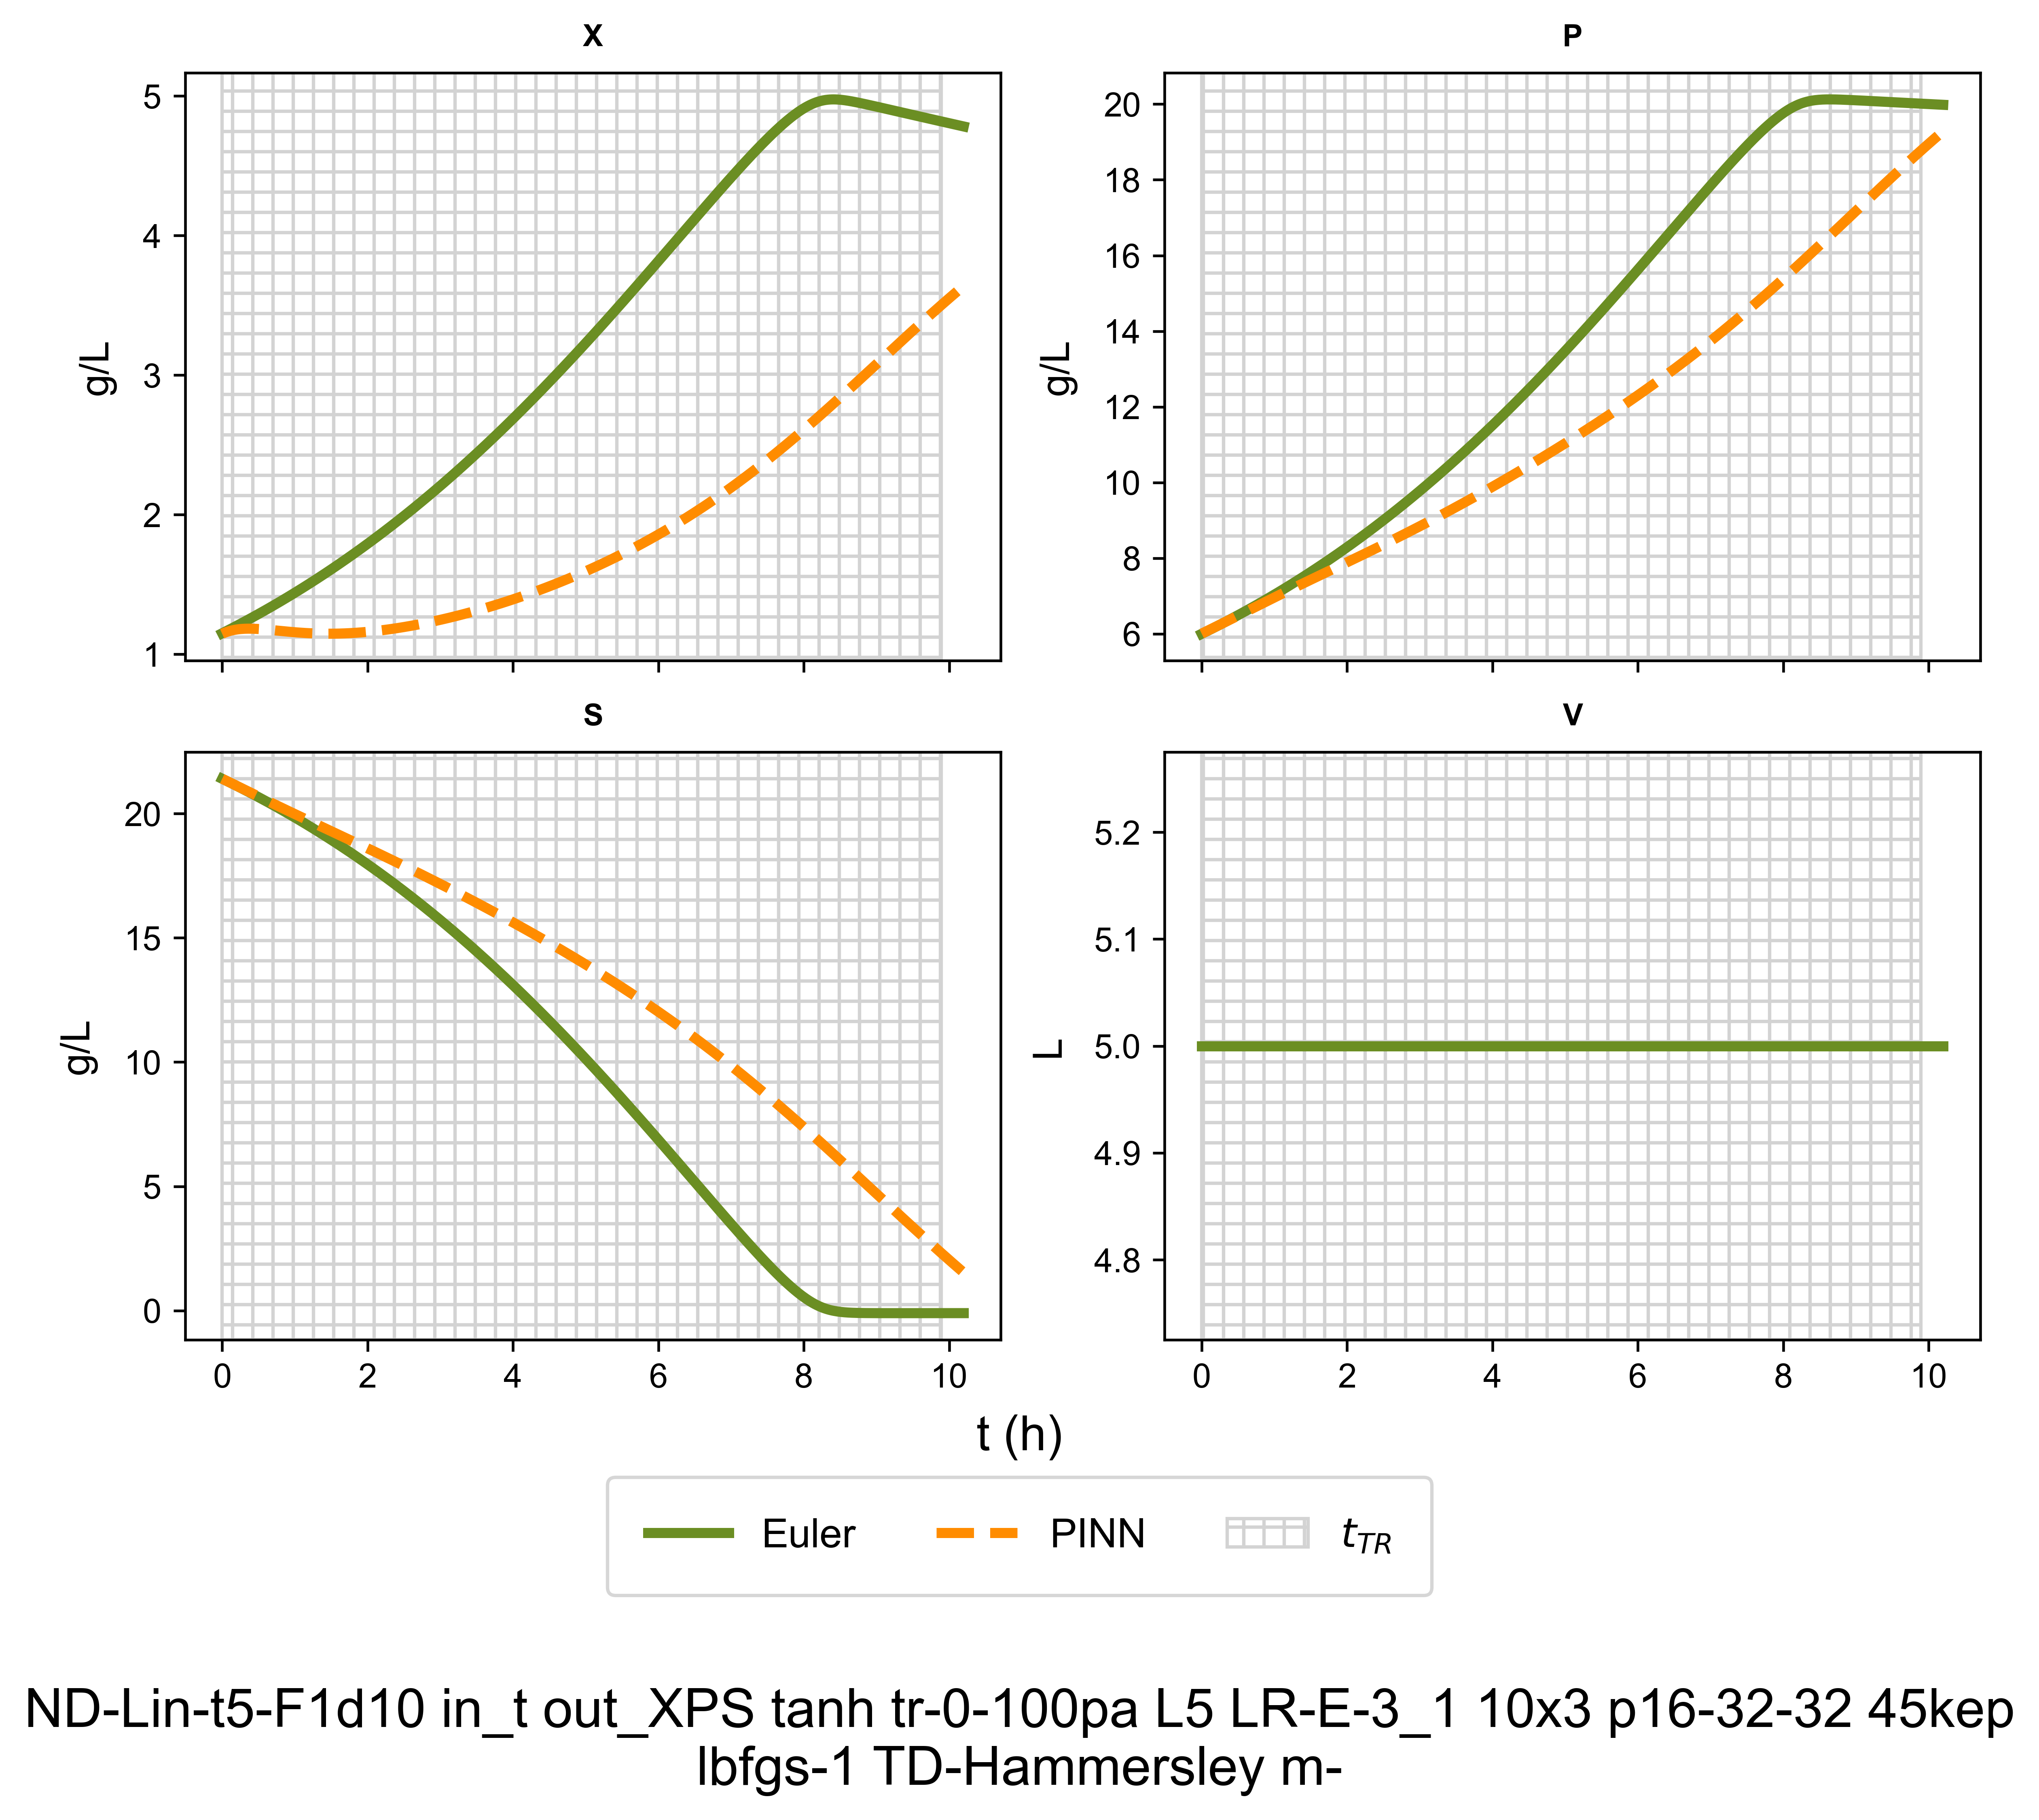 X
5
4
3
2
1
g/L
P
20
18
16
14
12
10
8
6
g/L
S
20
15
10
5
0
g/L
0 2 4 6 8 10
V
5.2
5.1
5.0
4.9
4.8
L
0 2 4 6 8 10
t (h)
Euler PINN t_TR
ND-Lin-t5-F1d10 in_t out_XPS tanh tr-0-100pa L5 LR-E-3_1 10x3 p16-32-32 45kep
lbfgs-1 TD-Hammersley m-